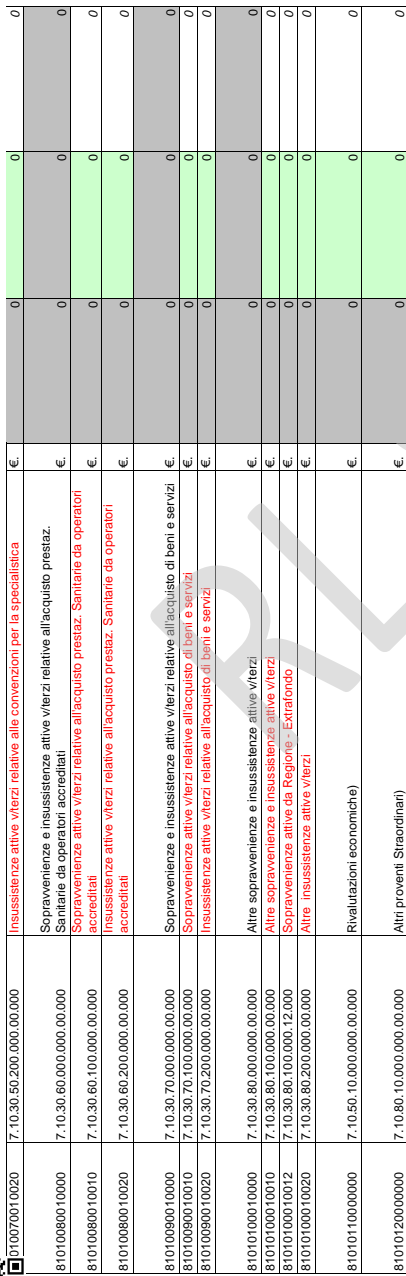 010070010020 7.10.30.50.200.000.00.000 Insussistenze attive v/terzi relative alle convenzioni per la specialistica €. 0 0 0
81010080010000 7.10.30.60.000.000.00.000 Sopravvenienze e insussistenze attive v/terzi relative all'acquisto prestaz.
Sanitarie da operatori accreditati €. 0 0 0
81010080010010 7.10.30.60.100.000.00.000 Sopravvenienze attive v/terzi relative all'acquisto prestaz. Sanitarie da operatori
accreditati €. 0 0 0
81010080010020 7.10.30.60.200.000.00.000 Insussistenze attive v/terzi relative all'acquisto prestaz. Sanitarie da operatori
accreditati €. 0 0 0
81010090010000 7.10.30.70.000.000.00.000 Sopravvenienze e insussistenze attive v/terzi relative all'acquisto di beni e servizi €. 0 0 0
81010090010010 7.10.30.70.100.000.00.000 Sopravvenienze attive v/terzi relative all'acquisto di beni e servizi €. 0 0 0
81010090010020 7.10.30.70.200.000.00.000 Insussistenze attive v/terzi relative all'acquisto di beni e servizi €. 0 0 0
81010100010000 7.10.30.80.000.000.00.000 Altre sopravvenienze e insussistenze attive v/terzi €. 0 0 0
81010100010010 7.10.30.80.100.000.00.000 Altre sopravvenienze e insussistenze attive v/terzi €. 0 0 0
81010100010012 7.10.30.80.100.000.12.000 Sopravvenienze attive da Regione - Extrafondo €. 0 0 0
81010100010020 7.10.30.80.200.000.00.000 Altre insussistenze attive v/terzi €. 0 0 0
81010110000000 7.10.50.10.000.000.00.000 Rivalutazioni economiche) €. 0 0 0
81010120000000 7.10.80.10.000.000.00.000 Altri proventi Straordinari) €. 0 0 0
RL